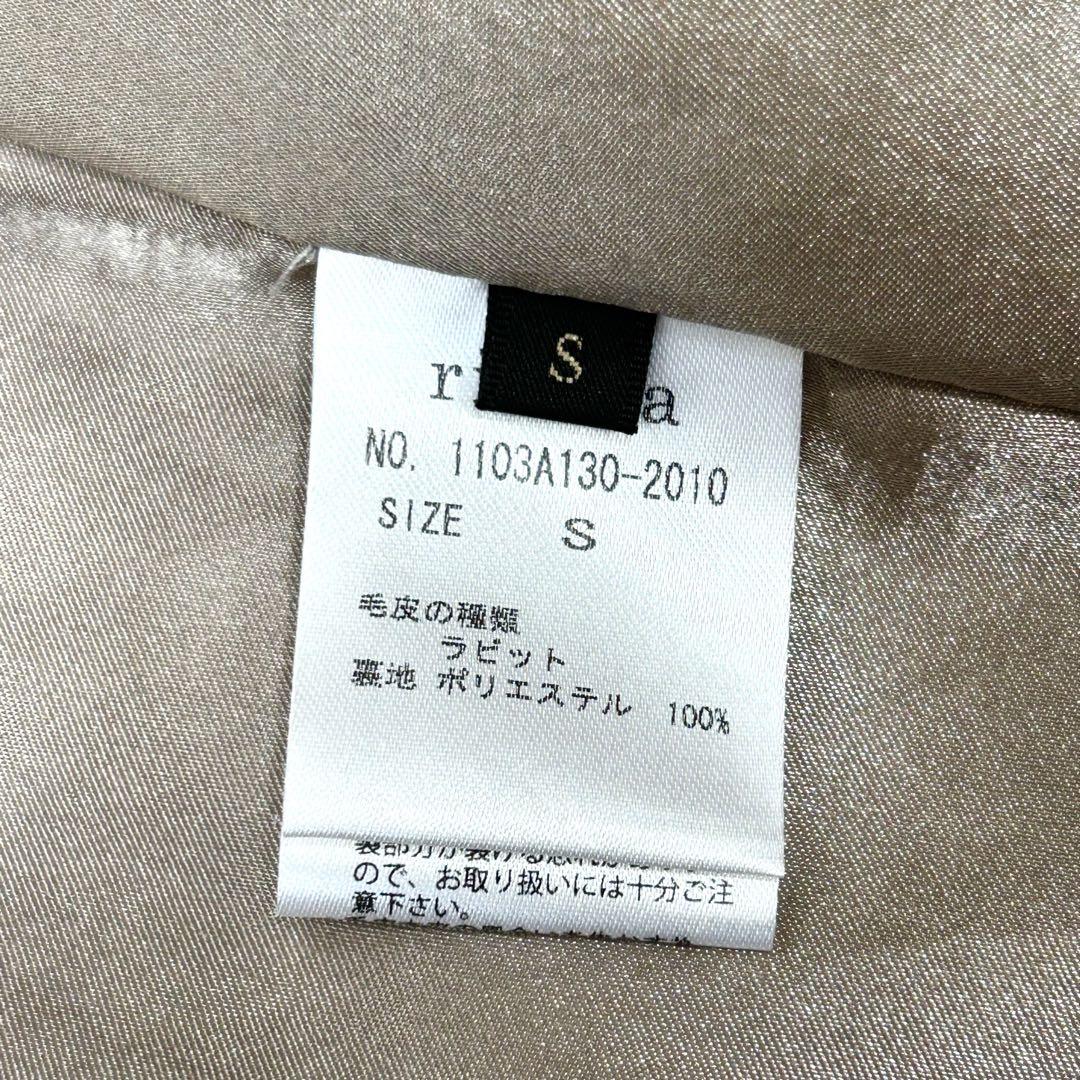 S
NO. 1103A130-2010
SIZE S
毛皮の種類
ラビット
裏地 ポリエステル 100%
ので、お取り扱いには十分ご注
意下さい。